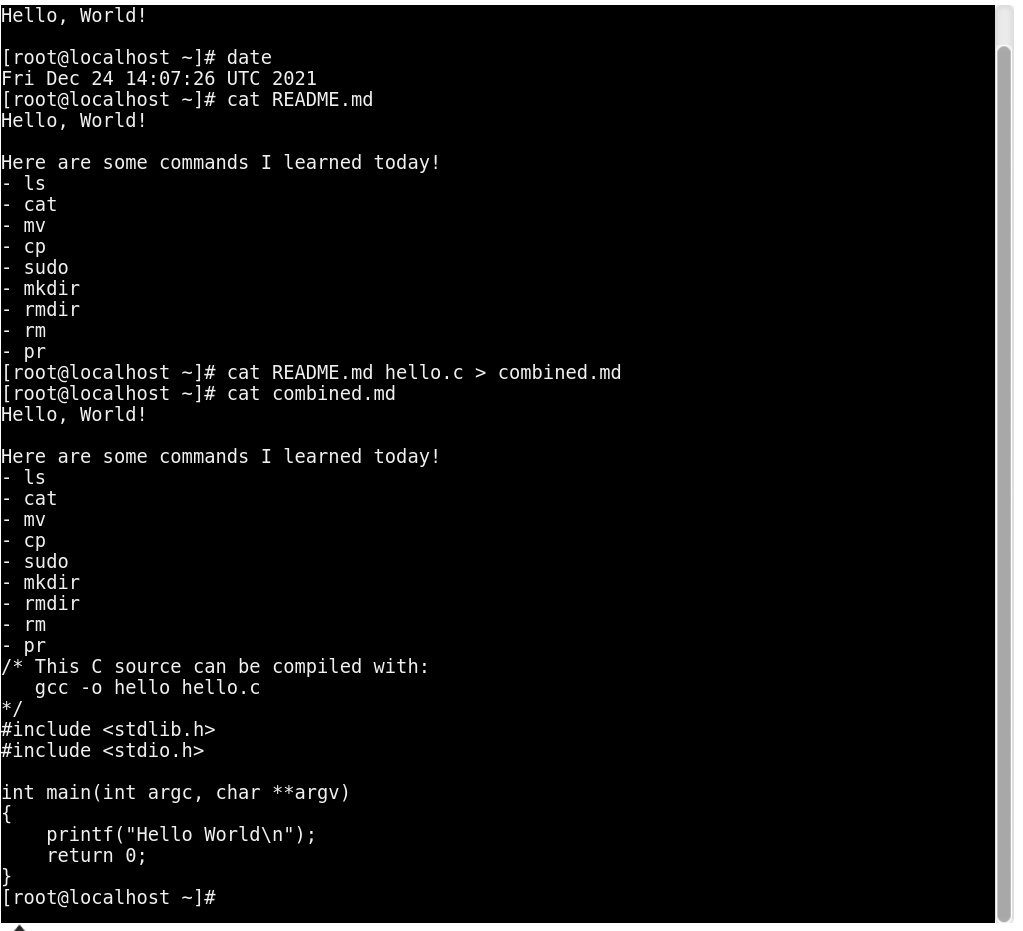 Hello, World!

[root@localhost ~]# date
Fri Dec 24 14:07:26 UTC 2021
[root@localhost ~]# cat README.md
Hello, World!

Here are some commands I learned today!
- ls
- cat
- mv
- cp
- sudo
- mkdir
- rmdir
- rm
- pr
[root@localhost ~]# cat README.md hello.c > combined.md
[root@localhost ~]# cat combined.md
Hello, World!

Here are some commands I learned today!
- ls
- cat
- mv
- cp
- sudo
- mkdir
- rmdir
- rm
- pr
/* This C source can be compiled with:
   gcc -o hello hello.c
*/
#include <stdlib.h>
#include <stdio.h>

int main(int argc, char **argv)
{
    printf("Hello World\n");
    return 0;
}
[root@localhost ~]#